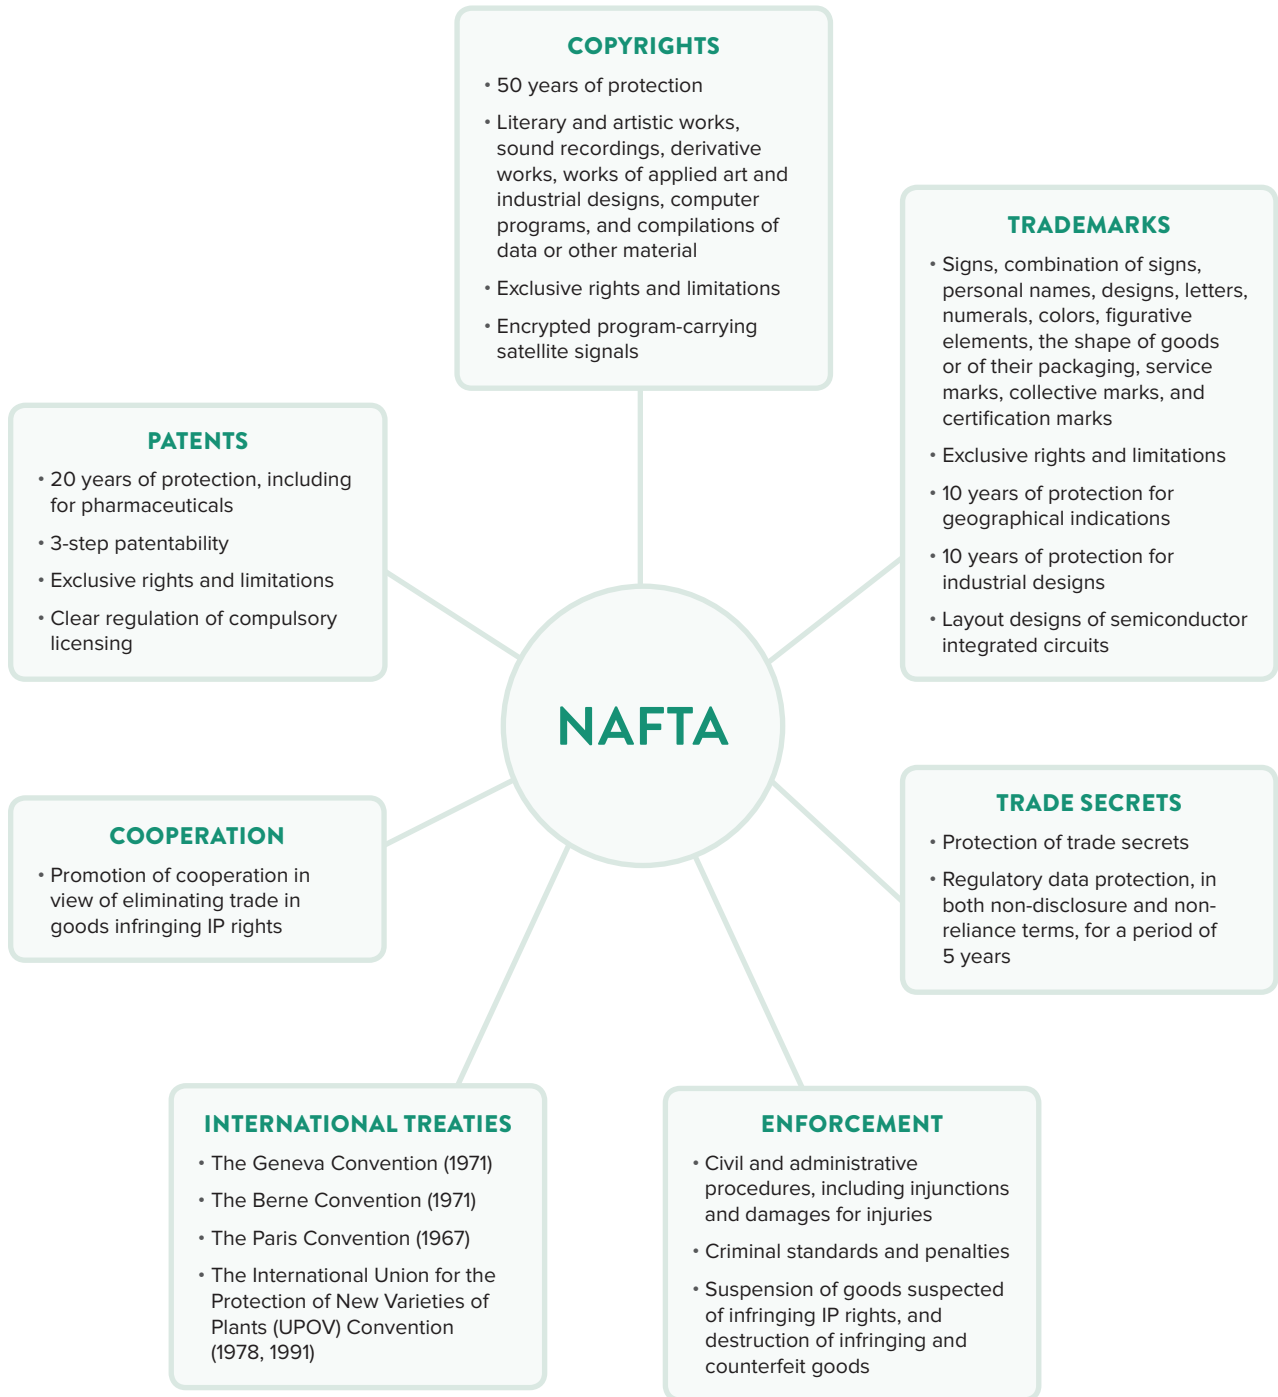 COPYRIGHTS
• 50 years of protection
• Literary and artistic works,
sound recordings, derivative
works, works of applied art and
industrial designs, computer
programs, and compilations of
data or other material
• Exclusive rights and limitations
• Encrypted program-carrying
satellite signals
TRADEMARKS
• Signs, combination of signs,
personal names, designs, letters,
numerals, colors, figurative
elements, the shape of goods
or of their packaging, service
marks, collective marks, and
certification marks
• Exclusive rights and limitations
• 10 years of protection for
geographical indications
• 10 years of protection for
industrial designs
• Layout designs of semiconductor
integrated circuits
PATENTS
• 20 years of protection, including
for pharmaceuticals
• 3-step patentability
• Exclusive rights and limitations
• Clear regulation of compulsory
licensing
NAFTA
TRADE SECRETS
• Protection of trade secrets
• Regulatory data protection, in
both non-disclosure and non-
reliance terms, for a period of
5 years
COOPERATION
• Promotion of cooperation in
view of eliminating trade in
goods infringing IP rights
INTERNATIONAL TREATIES
• The Geneva Convention (1971)
• The Berne Convention (1971)
• The Paris Convention (1967)
• The International Union for the
Protection of New Varieties of
Plants (UPOV) Convention
(1978, 1991)
ENFORCEMENT
• Civil and administrative
procedures, including injunctions
and damages for injuries
• Criminal standards and penalties
• Suspension of goods suspected
of infringing IP rights, and
destruction of infringing and
counterfeit goods